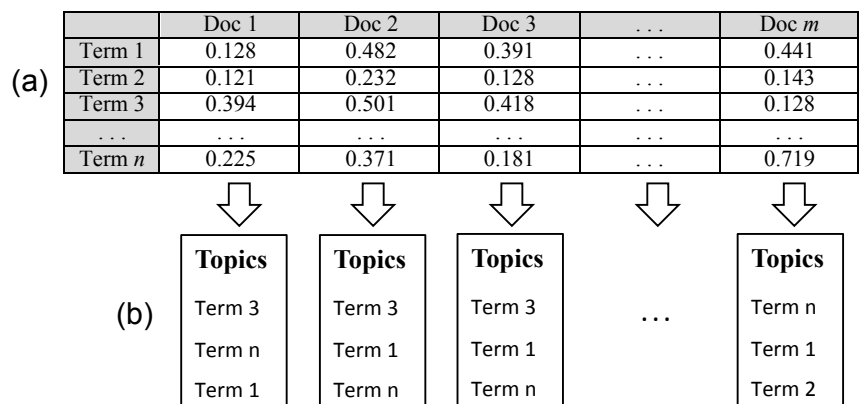 Doc 1 Doc 2 Doc 3 . . . Doc m
Term 1 0.128 0.482 0.391 . . . 0.441
(a)
Term 2 0.121 0.232 0.128 . . . 0.143
Term 3 0.394 0.501 0.418 . . . 0.128
. . . . . . . . . . . . . . . . . .
Term n 0.225 0.371 0.181 . . . 0.719
Topics Topics Topics Topics
(b)
Term 3 Term 3 Term 3 . . . Term n
Term n Term 1 Term 1 Term 1
Term 1 Term n Term n Term 2